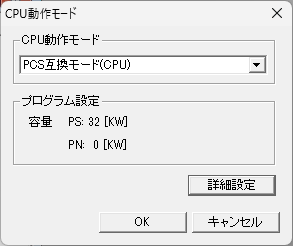 CPU動作モード
CPU動作モード
PCS互換モード(CPU)
プログラム設定
容量 PS: 32 [KW]
PN: 0 [KW]
詳細設定
OK キャンセル